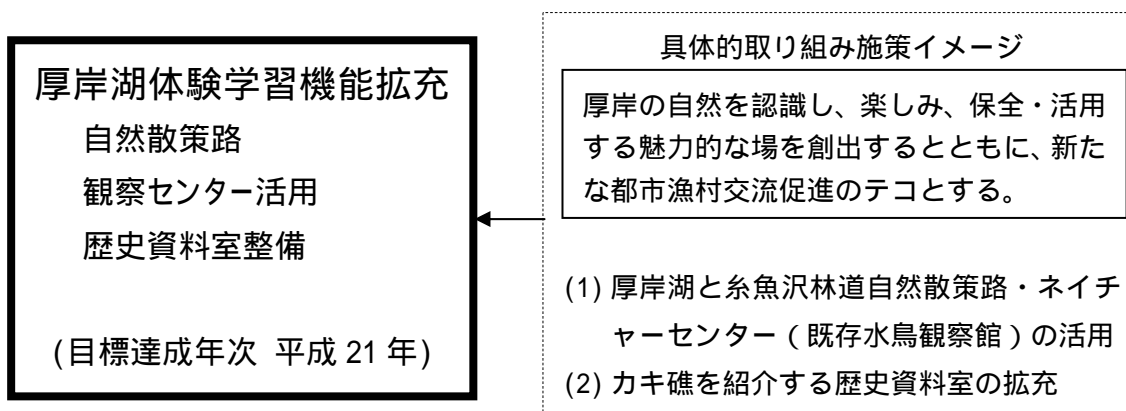 厚岸湖体験学習機能拡充
自然散策路
観察センター活用
歴史資料室整備
(目標達成年次 平成 21 年)
具体的取り組み施策イメージ
厚岸の自然を認識し、楽しみ、保全・活用
する魅力的な場を創出するとともに、新た
な都市漁村交流促進のテコとする。
(1) 厚岸湖と糸魚沢林道自然散策路・ネイチ
ャーセンター(既存水鳥観察館)の活用
(2) カキ礁を紹介する歴史資料室の拡充